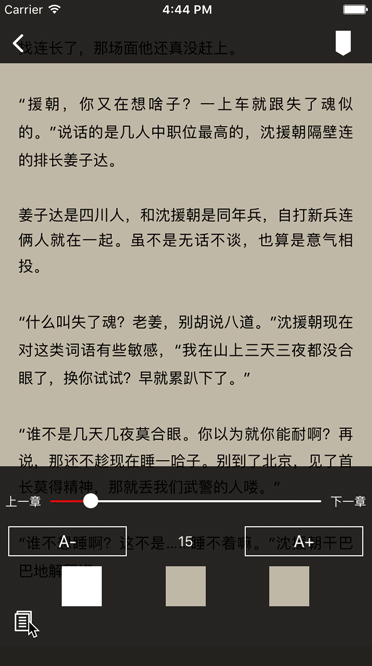 Carrier 4:44 PM
找连长了，那场面他还真没赶上。
“援朝，你又在想啥子？一上车就跟失了魂似
的。”说话的是几人中职位最高的，沈援朝隔壁连
的排长姜子达。
姜子达是四川人，和沈援朝是同年兵，自打新兵连
俩人就在一起。虽不是无话不谈，也算是意气相
投。
“什么叫失了魂？老姜，别胡说八道。”沈援朝现在
对这类词语有些敏感，“我在山上三天三夜都没合
眼了，换你试试？早就累趴下了。”
“谁不是几天几夜莫合眼。你以为就你能耐啊？再
说，那还不趁现在睡一哈子。别到了北京，见了首
长莫得精神，那就丢我们武警的人喽。”
上一章 下一章
“谁不 睡啊？这不是……睡不着嘛。”沈 朝干巴
A- 15 A+
巴地解